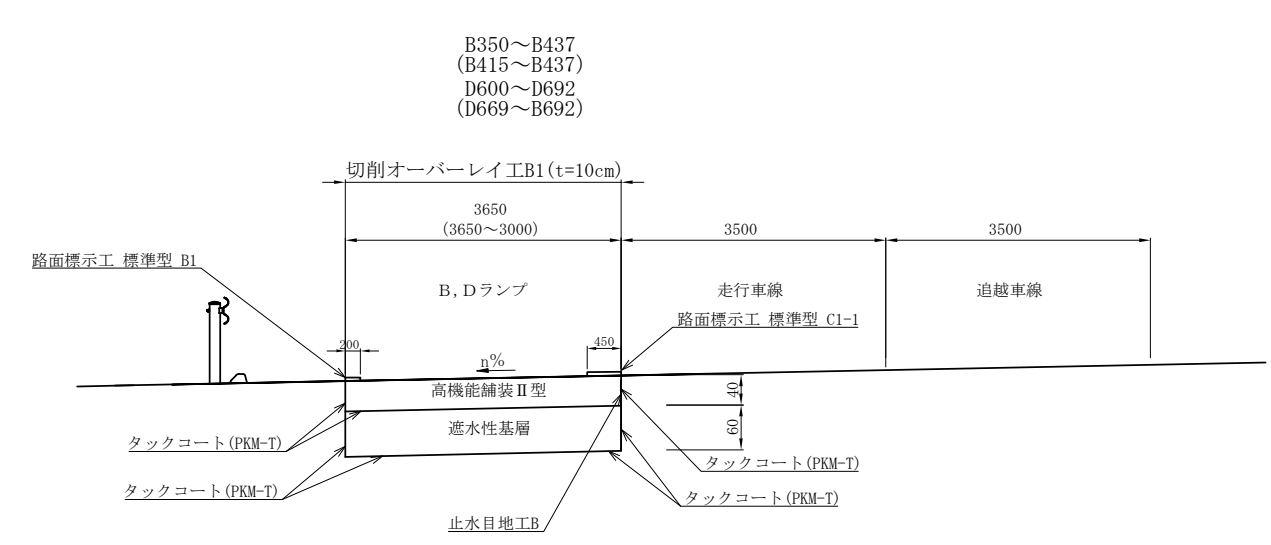 B350～B437
(B415～B437)
D600～D692
(D669～B692)
切削オーバーレイ工B1(t=10cm)
3650
(3650～3000)
3500
3500
路面標示工 標準型 B1
B,Dランプ
走行車線
追越車線
路面標示工 標準型 C1-1
200
450
n%
高機能舗装Ⅱ型
40
遮水性基層
60
タックコート(PKM-T)
タックコート(PKM-T)
タックコート(PKM-T)
タックコート(PKM-T)
止水目地工B